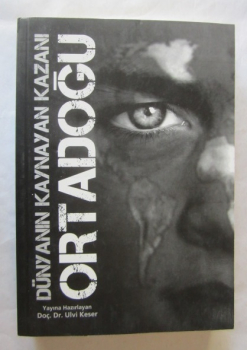 DÜNYANIN KAYNAYAN KAZANI
ORTADOĞU
Yayına Hazırlayan
Doç. Dr. Ulvi Keser